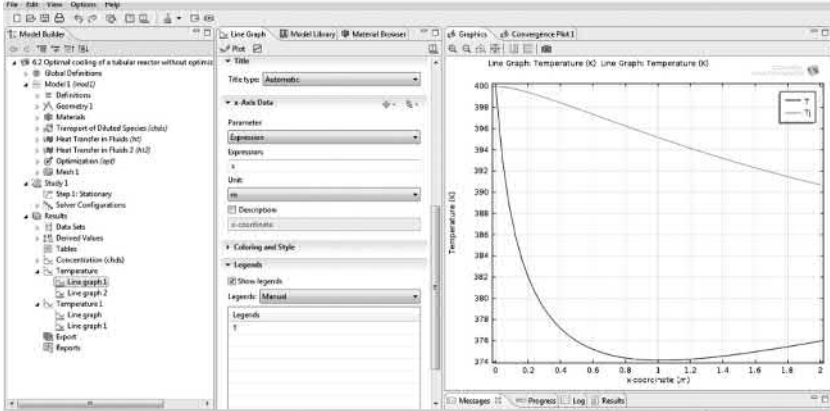 File Edit View Options Help
Model Builder
6.2 Optimal cooling of a tubular reactor without optimiz
Global Definitions
Model 1 (mod1)
Definitions
Geometry 1
Materials
Transport of Diluted Species (chds)
Heat Transfer in Fluids (ht)
Heat Transfer in Fluids 2 (ht2)
Optimization (opt)
Mesh 1
Study 1
Step 1: Stationary
Solver Configurations
Results
Data Sets
Derived Values
Tables
Concentration (chds)
Temperature
Line graph 1
Line graph 2
Temperature 1
Line graph
Line graph 1
Export
Reports
Line Graph Model Library Material Browser
Plot
Title
Title type: Automatic
x-Axis Data
Parameter:
Expression
Expression:
x
Unit:
m
Description:
x-coordinate
Coloring and Style
Legends
Show legends
Legends: Manual
Legends
T
Graphics Convergence Plot 1
Line Graph: Temperature (K) Line Graph: Temperature (K)
T
Tj
Temperature (K)
400
398
396
394
392
390
388
386
384
382
380
378
376
374
0 0.2 0.4 0.6 0.8 1 1.2 1.4 1.6 1.8 2
x-coordinate (m)
Messages Progress Log Results